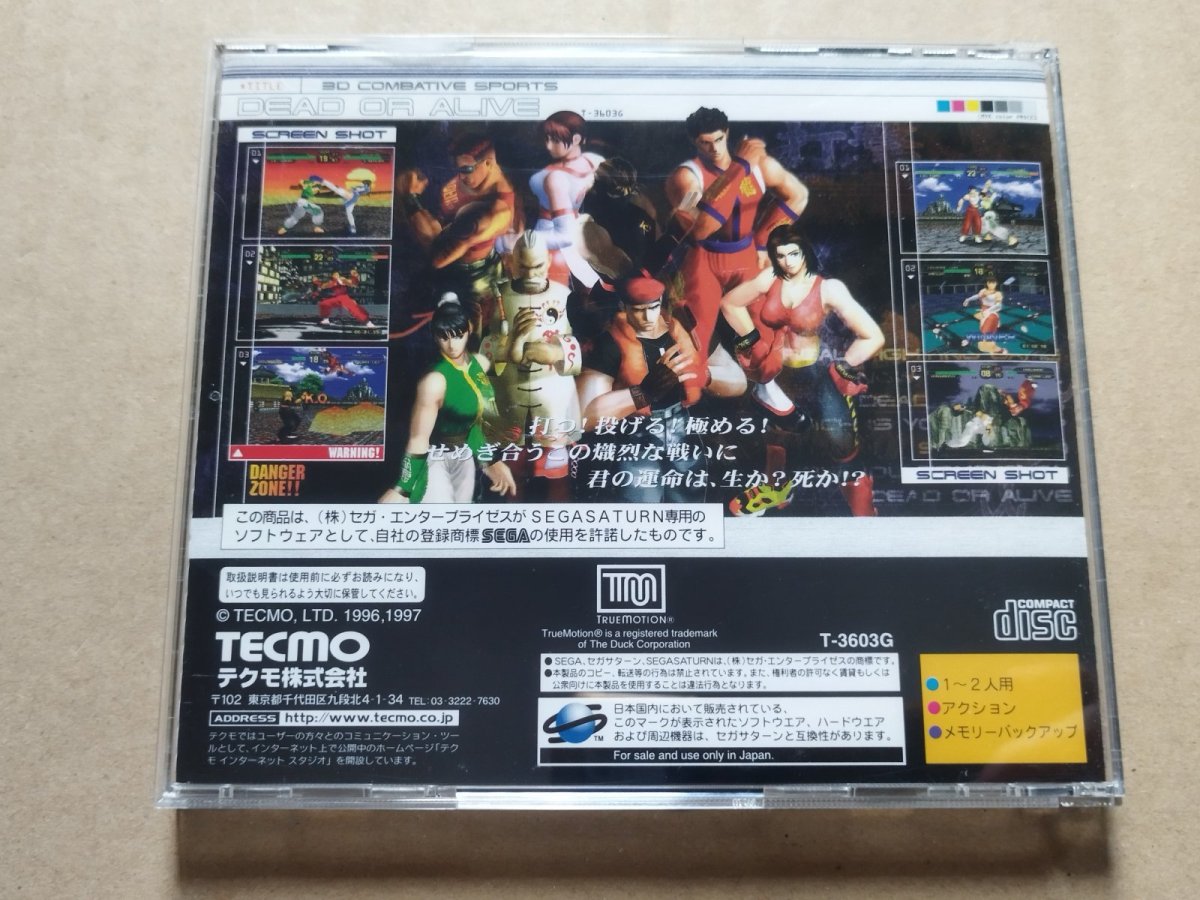 TITLE
3D COMBATIVE SPORTS
DEAD OR ALIVE
T-3603G
SCREEN SHOT
01
02
03
K.O.
WARNING!
DANGER
ZONE!!
01
02
03
SCREEN SHOT
DEAD OR ALIVE
打つ!投げる!極める!
せめぎ合うこの熾烈な戦いに
君の運命は、生か?死か!?
この商品は、(株)セガ・エンタープライゼスがSEGASATURN専用の
ソフトウェアとして、自社の登録商標SEGAの使用を許諾したものです。
取扱説明書は使用前に必ずお読みになり、
いつでも見られるよう大切に保管してください。
© TECMO, LTD. 1996,1997
TECMO
テクモ株式会社
〒102 東京都千代田区九段北4-1-34 TEL:03-3222-7630
ADDRESS http://www.tecmo.co.jp
テクモではユーザーの方々とのコミュニケーション・ツー
ルとして、インターネット上で公開中のホームページ「テク
モ インターネット スタジオ」を開設しています。
TM
TRUEMOTION®
TrueMotion® is a registered trademark
of The Duck Corporation
T-3603G
COMPACT
disc
●SEGA、セガサターン、SEGASATURNは、(株)セガ・エンタープライゼスの商標です。
●本製品のコピー、転送等の行為は禁止されています。また、権利者の許可なく賃貸もしくは
公衆向けに本製品を使用することは違法行為となります。
TM
日本国内において販売されている、
このマークが表示されたソフトウエア、ハードウエア
および周辺機器は、セガサターンと互換性があります。
For sale and use only in Japan.
●1〜2人用
●アクション
●メモリーバックアップ